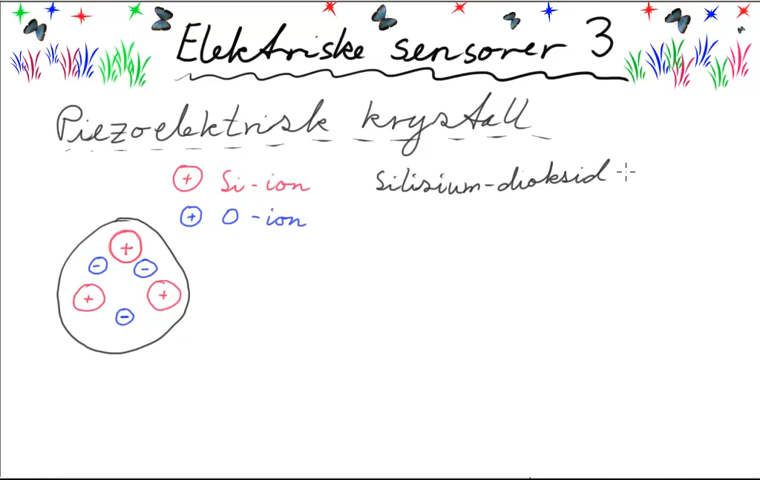 Elektriske sensorer 3
Piezoelektrisk krystall
+ Si-ion
Silisium-dioksid
+ O-ion
+
- -
+ +
-